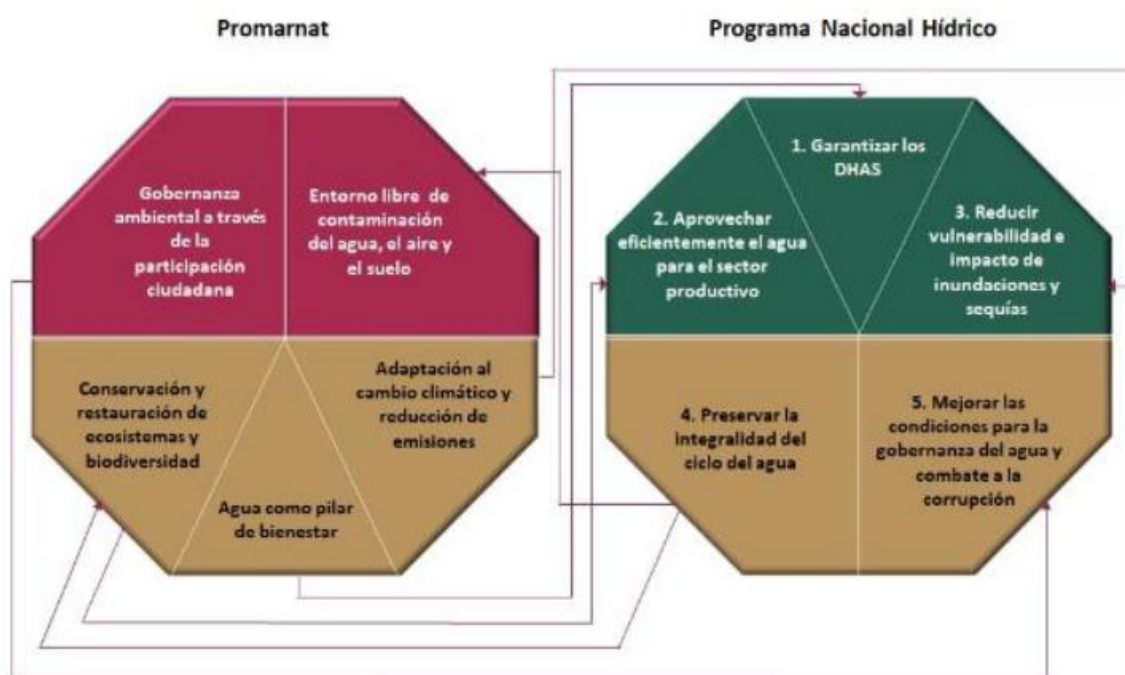 Promarnat
Gobernanza
ambiental a través
de la
participación
ciudadana
Entorno libre de
contaminación
del agua, el aire y
el suelo
Conservación y
restauración de
ecosistemas y
biodiversidad
Agua como pilar
de bienestar
Adaptación al
cambio climático y
reducción de
emisiones
Programa Nacional Hídrico
1. Garantizar los
DHAS
2. Aprovechar
eficientemente el agua
para el sector
productivo
3. Reducir
vulnerabilidad e
impacto de
inundaciones y
sequías
4. Preservar la
integralidad del
ciclo del agua
5. Mejorar las
condiciones para la
gobernanza del agua y
combate a la
corrupción